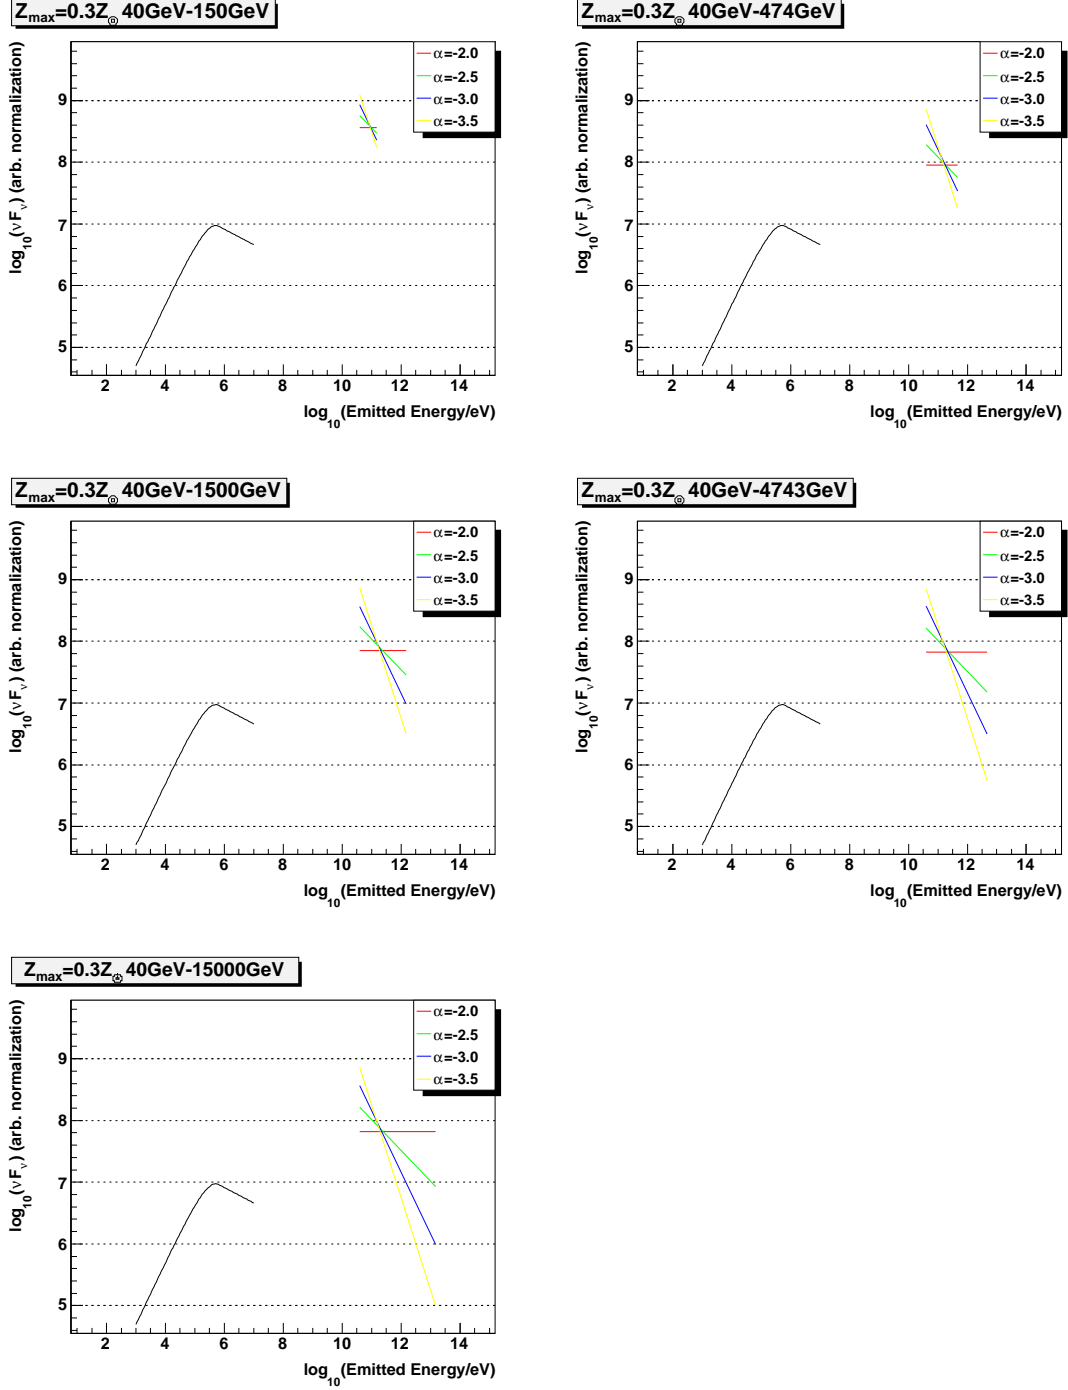 Zmax=0.3Z⊙ 40GeV-150GeV
log10(νFν) (arb. normalization)
9
8
7
6
5
2 4 6 8 10 12 14
log10(Emitted Energy/eV)
α=-2.0
α=-2.5
α=-3.0
α=-3.5
Zmax=0.3Z⊙ 40GeV-474GeV
log10(νFν) (arb. normalization)
9
8
7
6
5
2 4 6 8 10 12 14
log10(Emitted Energy/eV)
α=-2.0
α=-2.5
α=-3.0
α=-3.5
Zmax=0.3Z⊙ 40GeV-1500GeV
log10(νFν) (arb. normalization)
9
8
7
6
5
2 4 6 8 10 12 14
log10(Emitted Energy/eV)
α=-2.0
α=-2.5
α=-3.0
α=-3.5
Zmax=0.3Z⊙ 40GeV-4743GeV
log10(νFν) (arb. normalization)
9
8
7
6
5
2 4 6 8 10 12 14
log10(Emitted Energy/eV)
α=-2.0
α=-2.5
α=-3.0
α=-3.5
Zmax=0.3Z⊙ 40GeV-15000GeV
log10(νFν) (arb. normalization)
9
8
7
6
5
2 4 6 8 10 12 14
log10(Emitted Energy/eV)
α=-2.0
α=-2.5
α=-3.0
α=-3.5